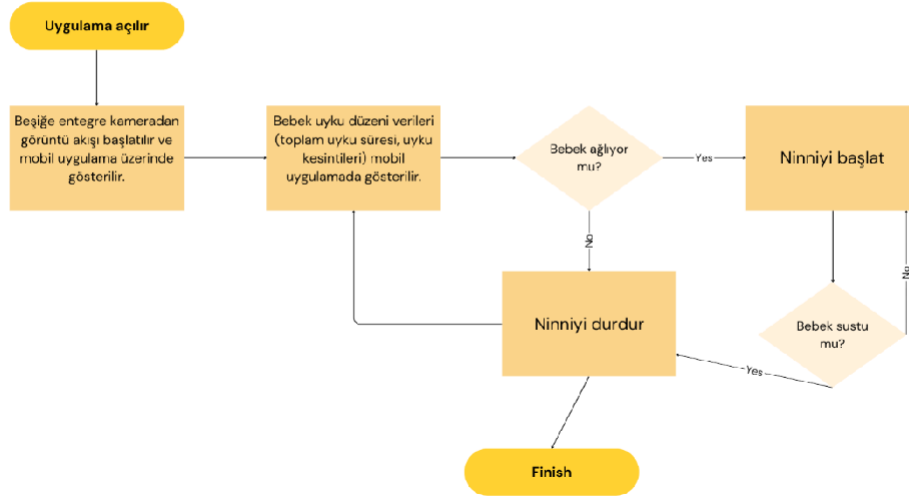 Uygulama açılır
Beşiğe entegre kameradan
görüntü akışı başlatılır ve
mobil uygulama üzerinde
gösterilir.
Bebek uyku düzeni verileri
(toplam uyku süresi, uyku
kesintileri) mobil
uygulamada gösterilir.
Bebek ağlıyor
mu?
Yes
Ninniyi başlat
No
No
Ninniyi durdur
Bebek sustu
mu?
Yes
Finish